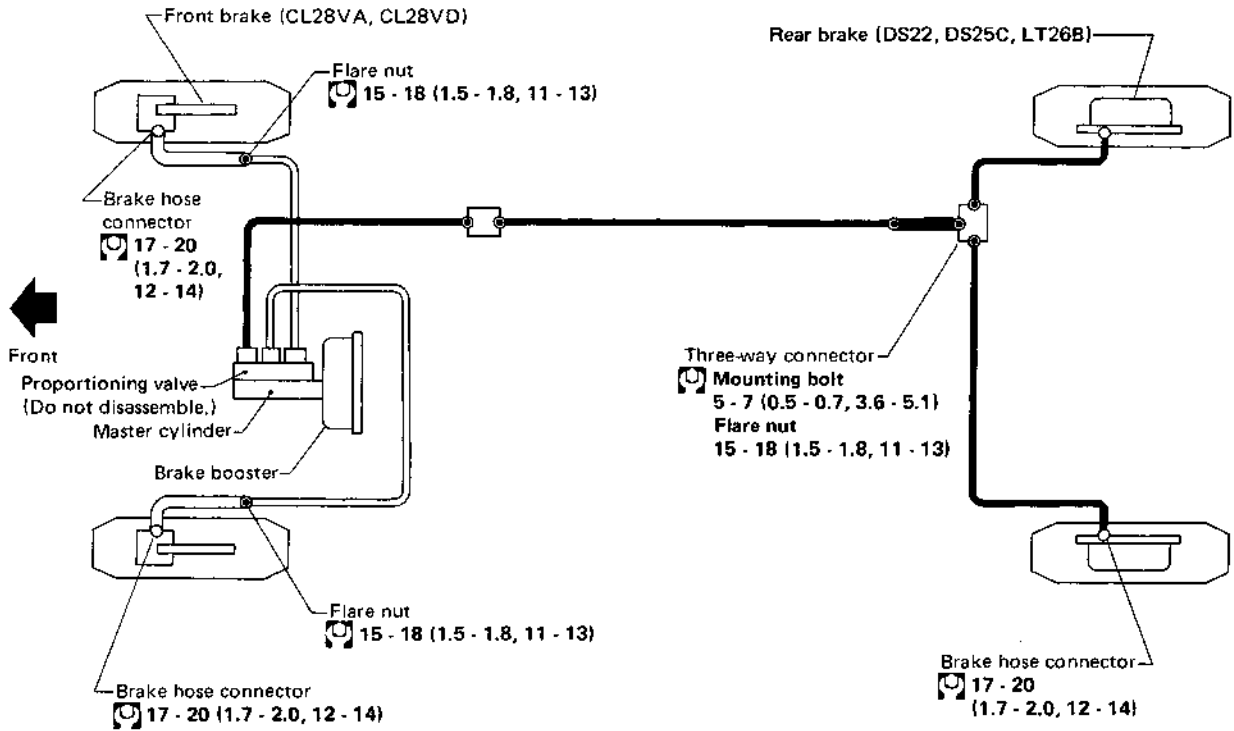 Front brake (CL28VA, CL28VD)
Rear brake (DS22, DS25C, LT26B)
Flare nut
15 - 18 (1.5 - 1.8, 11 - 13)
Brake hose
connector
17 - 20
(1.7 - 2.0,
12 - 14)
Front
Proportioning valve
(Do not disassemble.)
Master cylinder
Brake booster
Three-way connector
Mounting bolt
5 - 7 (0.5 - 0.7, 3.6 - 5.1)
Flare nut
15 - 18 (1.5 - 1.8, 11 - 13)
Flare nut
15 - 18 (1.5 - 1.8, 11 - 13)
Brake hose connector
17 - 20 (1.7 - 2.0, 12 - 14)
Brake hose connector
17 - 20
(1.7 - 2.0, 12 - 14)